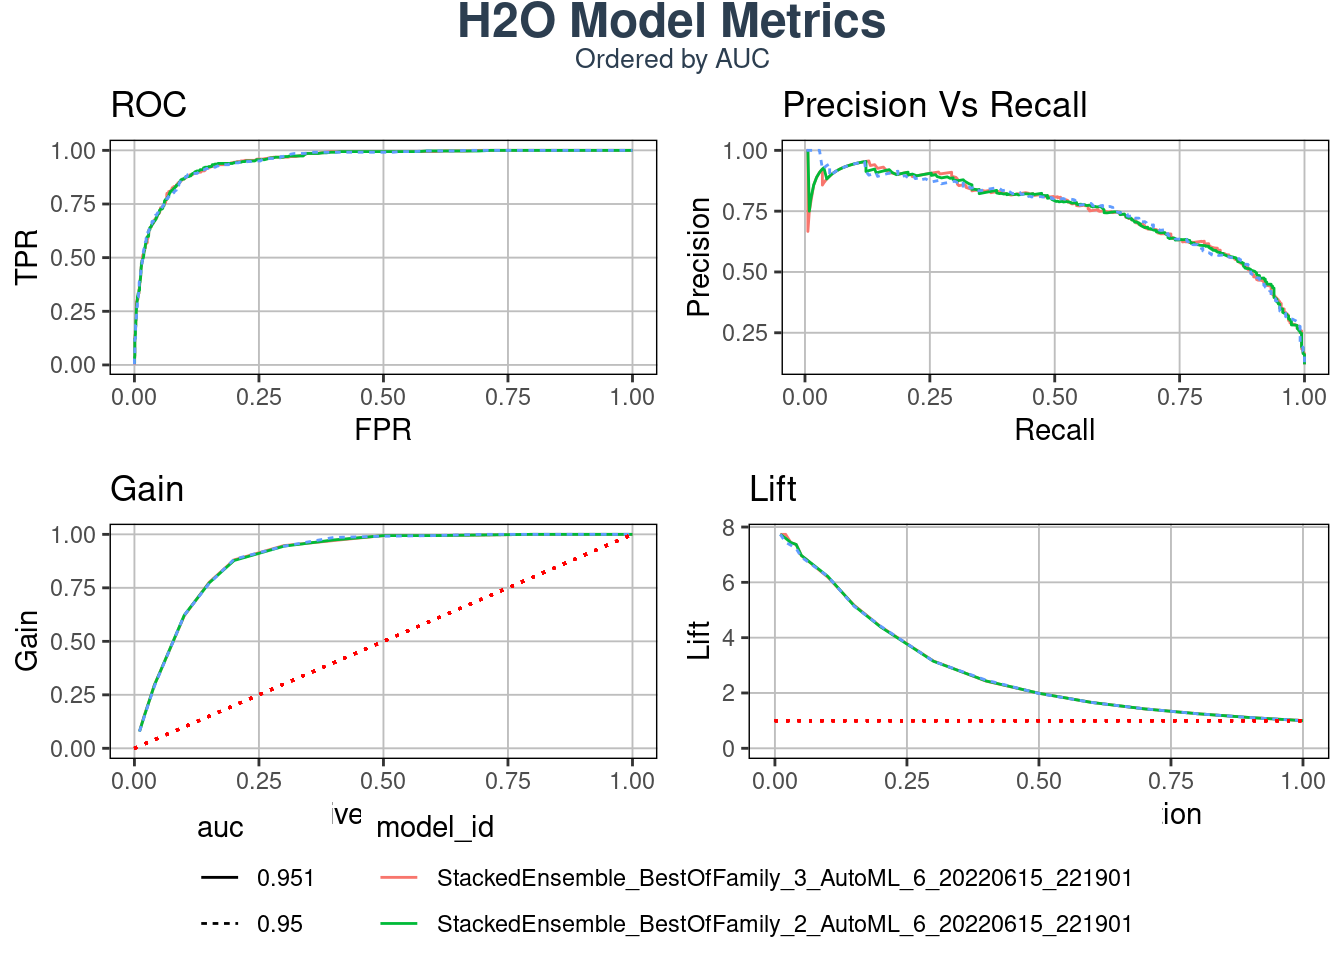 H2O Model Metrics
Ordered by AUC
ROC
1.00
0.75
0.50
0.25
0.00
TPR
0.00 0.25 0.50 0.75 1.00
FPR
Precision Vs Recall
1.00
0.75
0.50
0.25
Precision
0.00 0.25 0.50 0.75 1.00
Recall
Gain
1.00
0.75
0.50
0.25
0.00
Gain
0.00 0.25 0.50 0.75 1.00
ive
Lift
8
6
4
2
0
Lift
0.00 0.25 0.50 0.75 1.00
ion
auc
0.951
0.95
model_id
StackedEnsemble_BestOfFamily_3_AutoML_6_20220615_221901
StackedEnsemble_BestOfFamily_2_AutoML_6_20220615_221901